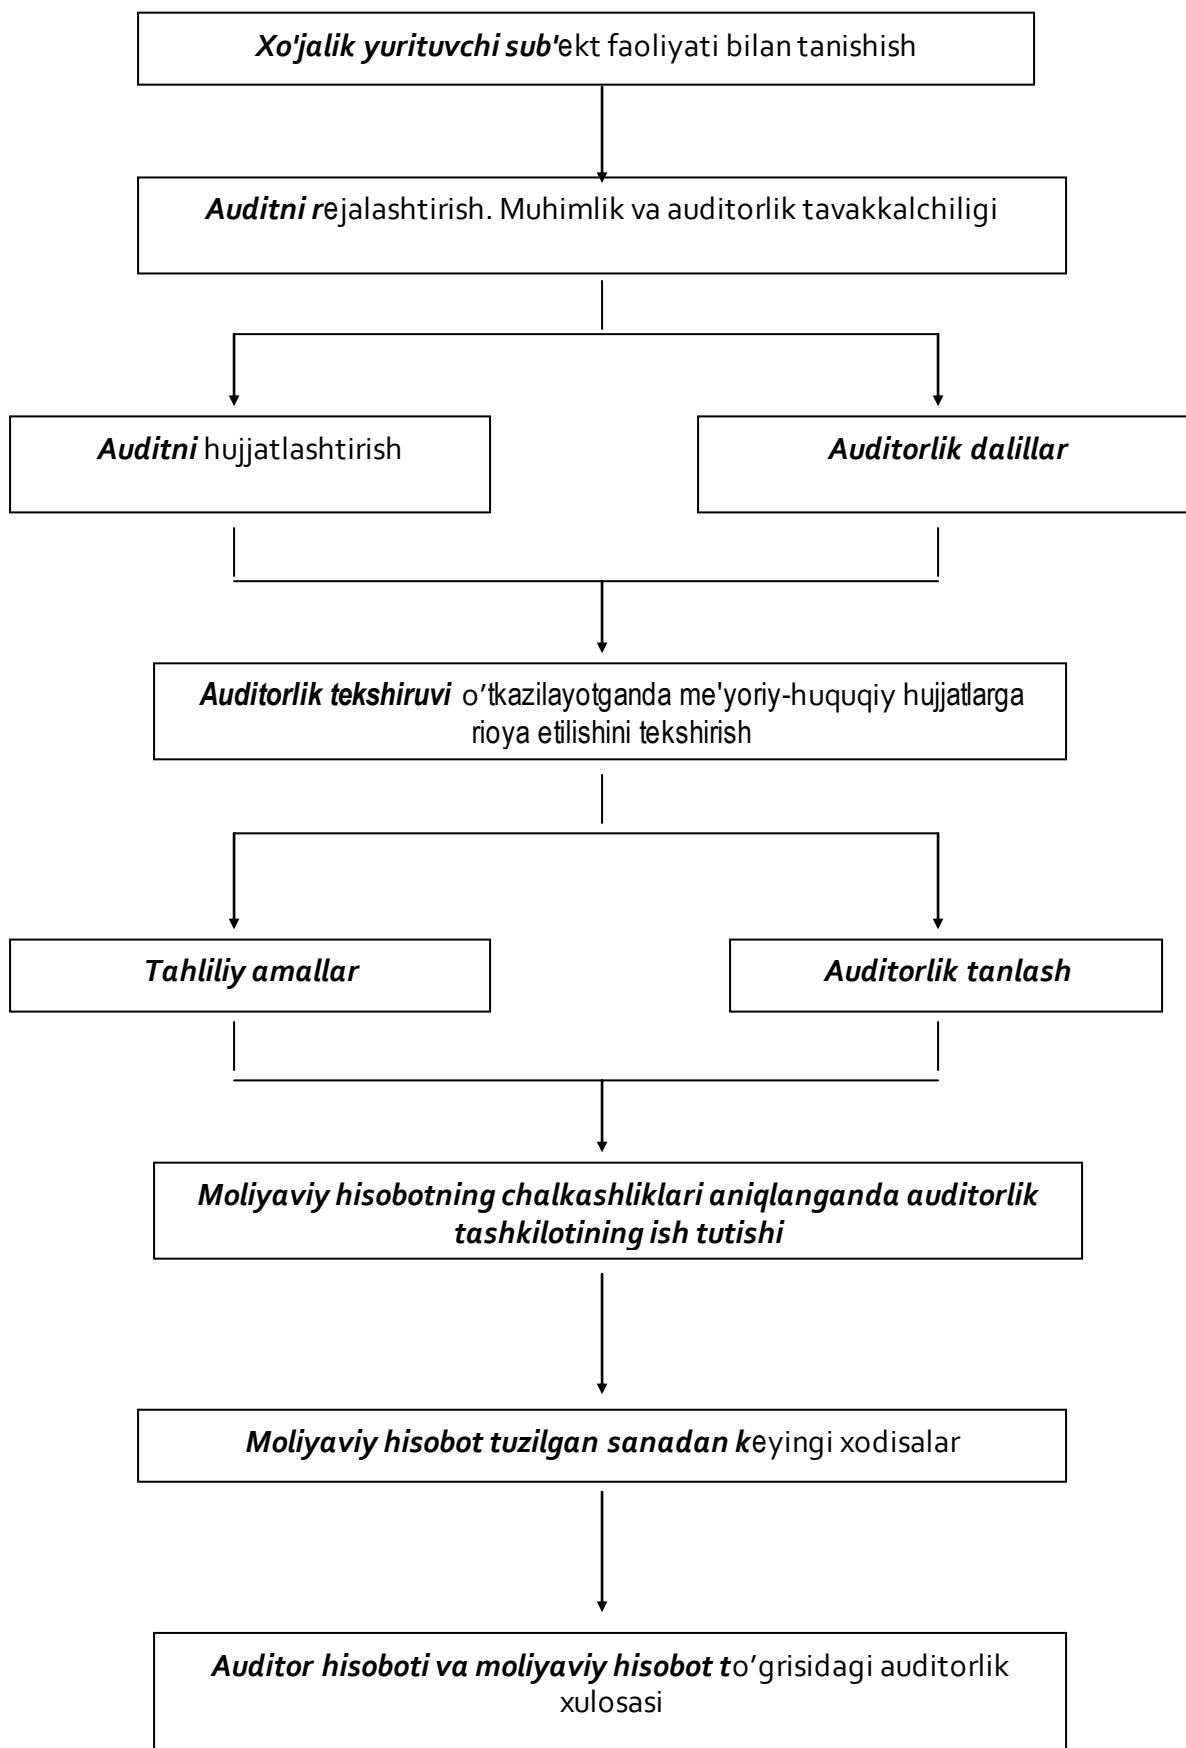 Xo'jalik yurituvchi sub'ekt faoliyati bilan tanishish
Auditni rejalashtirish. Muhimlik va auditorlik tavakkalchiligi
Auditni hujjatlashtirish
Auditorlik dalillar
Auditorlik tekshiruvi o’tkazilayotganda me'yoriy-huquqiy hujjatlarga
rioya etilishini tekshirish
Tahliliy amallar
Auditorlik tanlash
Moliyaviy hisobotning chalkashliklari aniqlanganda auditorlik
tashkilotining ish tutishi
Moliyaviy hisobot tuzilgan sanadan keyingi xodisalar
Auditor hisoboti va moliyaviy hisobot to’grisidagi auditorlik
xulosasi